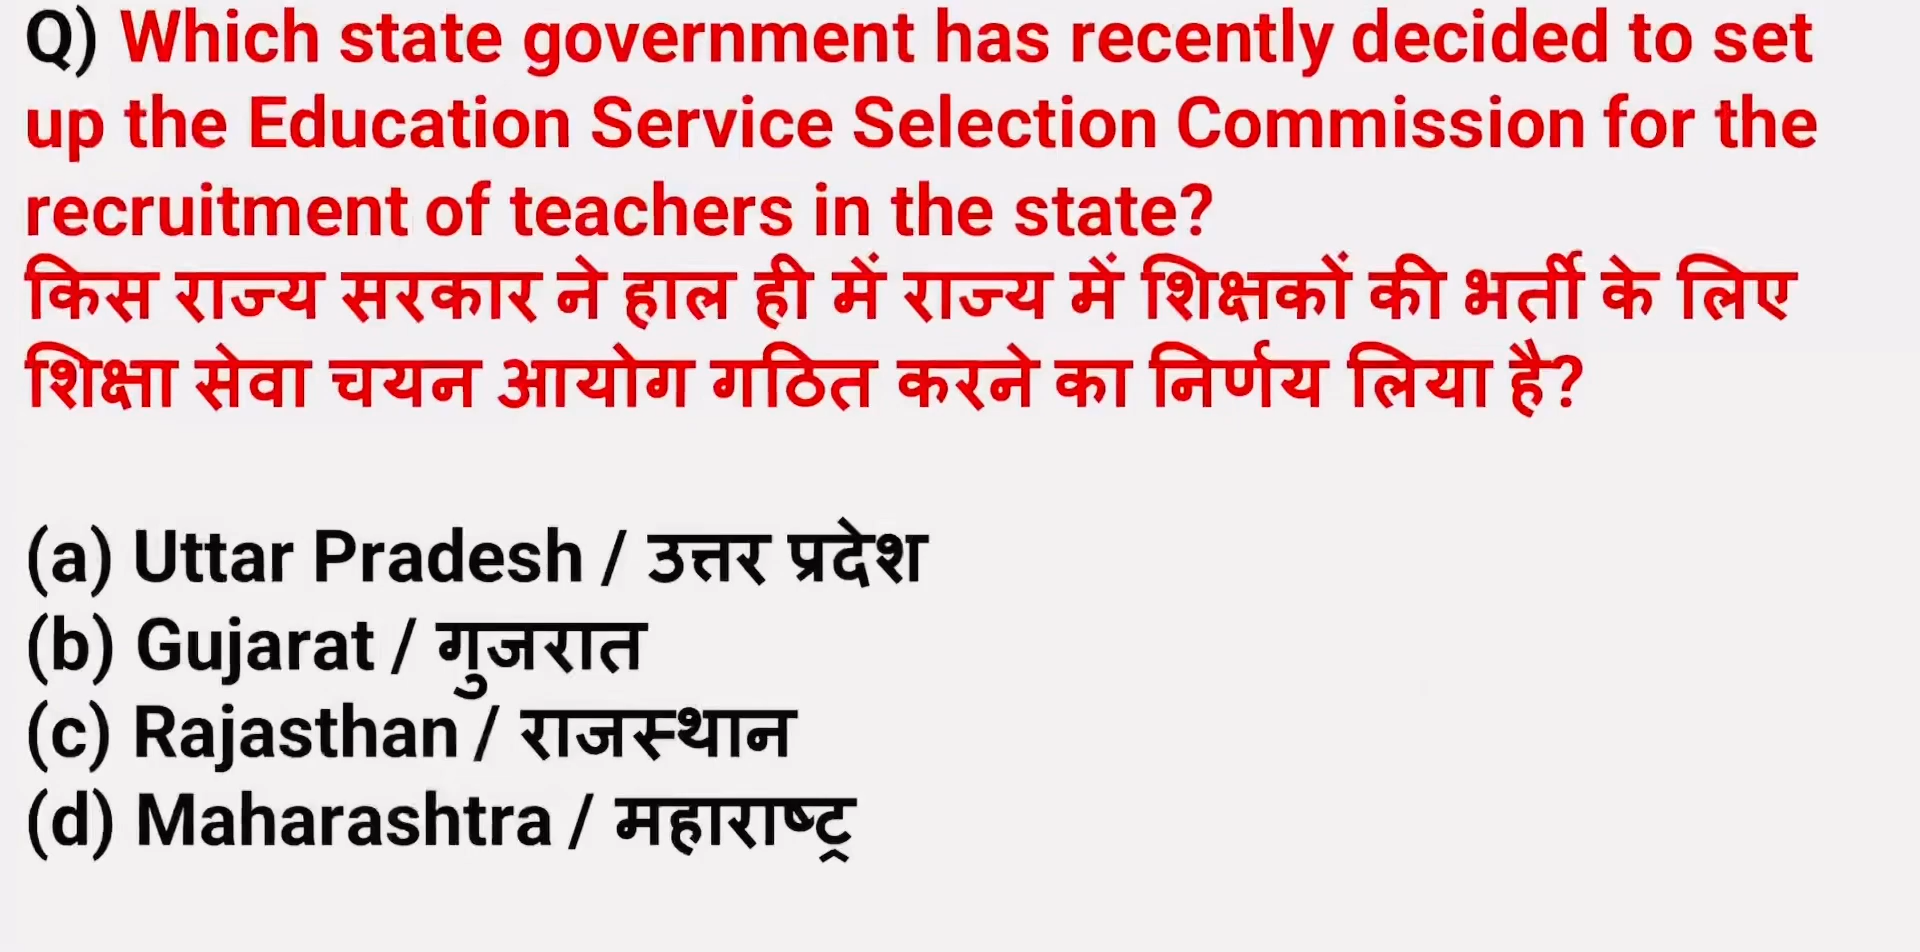 Q) Which state government has recently decided to set
up the Education Service Selection Commission for the
recruitment of teachers in the state?
किस राज्य सरकार ने हाल ही में राज्य में शिक्षकों की भर्ती के लिए
शिक्षा सेवा चयन आयोग गठित करने का निर्णय लिया है?
(a) Uttar Pradesh / उत्तर प्रदेश
(b) Gujarat / गुजरात
(c) Rajasthan / राजस्थान
(d) Maharashtra / महाराष्ट्र